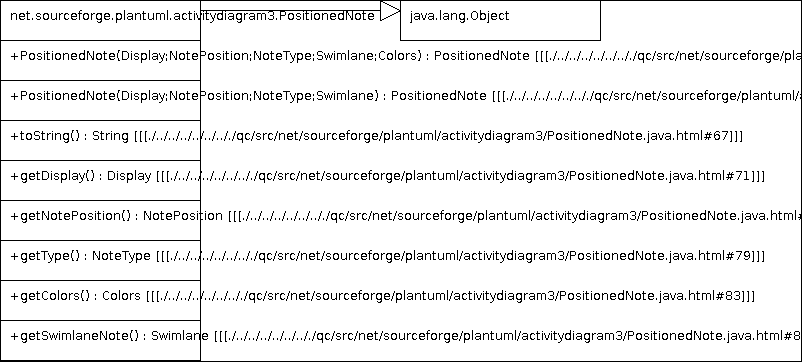 net.sourceforge.plantuml.activitydiagram3.PositionedNote
java.lang.Object
+PositionedNote(Display;NotePosition;NoteType;Swimlane;Colors) : PositionedNote [[[./../../../../../././qc/src/net/sourceforge/pla
+PositionedNote(Display;NotePosition;NoteType;Swimlane) : PositionedNote [[[./../../../../../././qc/src/net/sourceforge/plantuml/a
+toString() : String [[[./../../../../../././qc/src/net/sourceforge/plantuml/activitydiagram3/PositionedNote.java.html#67]]]
+getDisplay() : Display [[[./../../../../../././qc/src/net/sourceforge/plantuml/activitydiagram3/PositionedNote.java.html#71]]]
+getNotePosition() : NotePosition [[[./../../../../../././qc/src/net/sourceforge/plantuml/activitydiagram3/PositionedNote.java.html#
+getType() : NoteType [[[./../../../../../././qc/src/net/sourceforge/plantuml/activitydiagram3/PositionedNote.java.html#79]]]
+getColors() : Colors [[[./../../../../../././qc/src/net/sourceforge/plantuml/activitydiagram3/PositionedNote.java.html#83]]]
+getSwimlaneNote() : Swimlane [[[./../../../../../././qc/src/net/sourceforge/plantuml/activitydiagram3/PositionedNote.java.html#8